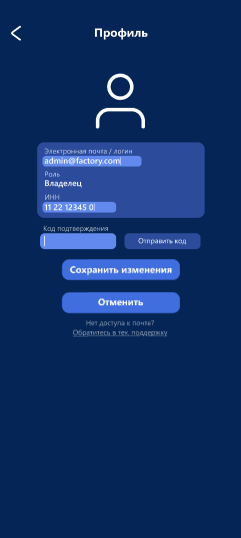 Профиль
Электронная почта / логин
admin@factory.com
Роль
Владелец
ИНН
11 22 12345 0
Код подтверждения
Отправить код
Сохранить изменения
Отменить
Нет доступа к почте?
Обратитесь в тех. поддержку